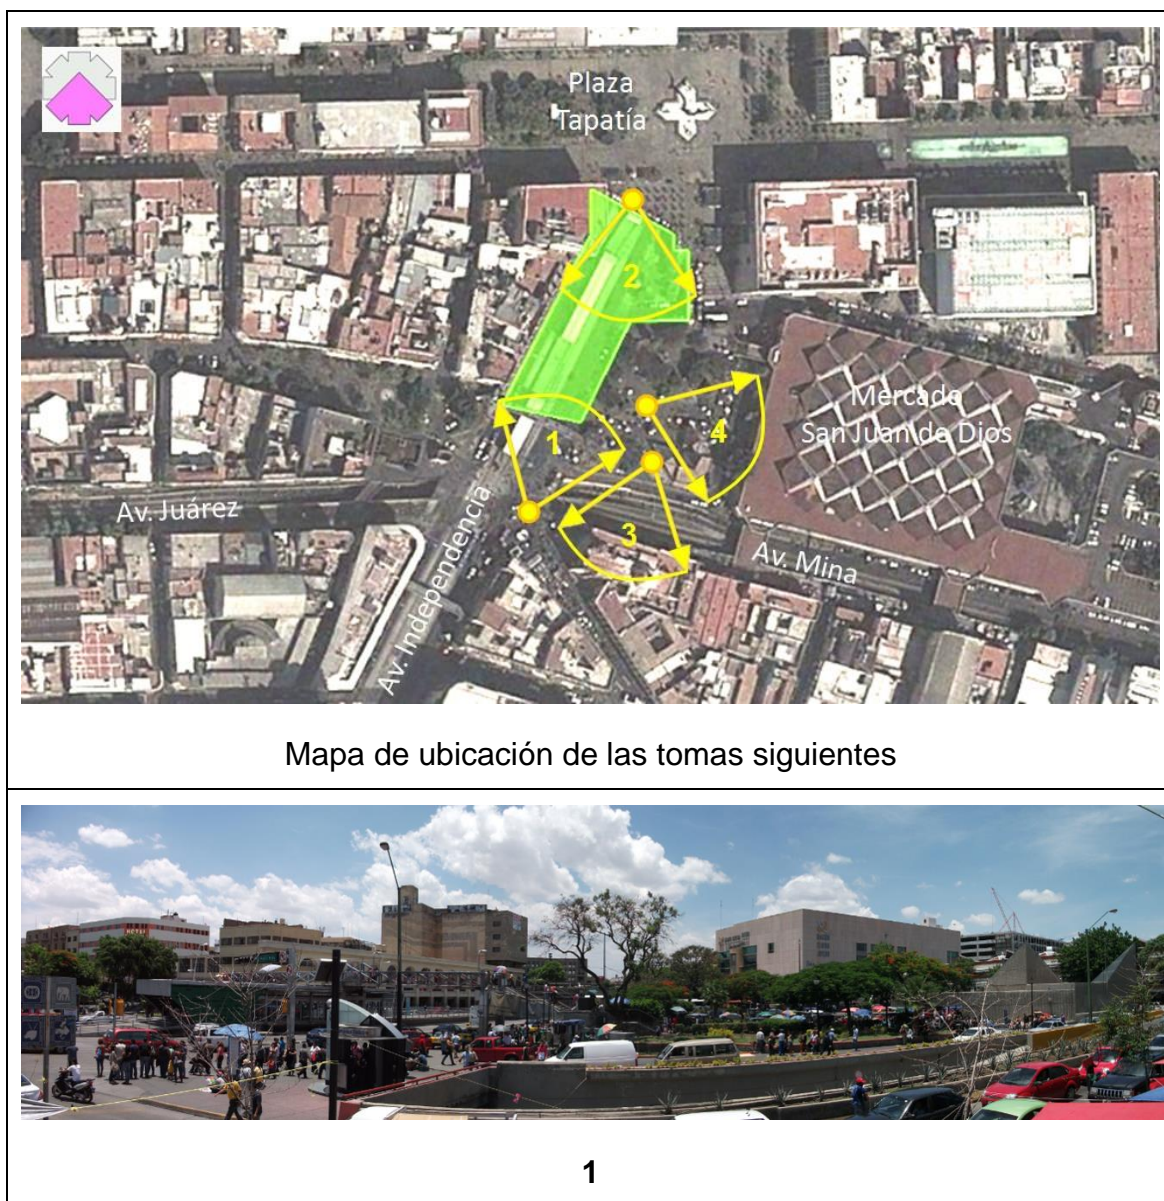 Plaza
Tapatía
2
Mercado
San Juan de Dios
4
1
Av. Juárez
3
Av. Independencia
Av. Mina
Mapa de ubicación de las tomas siguientes
HOTEL
1